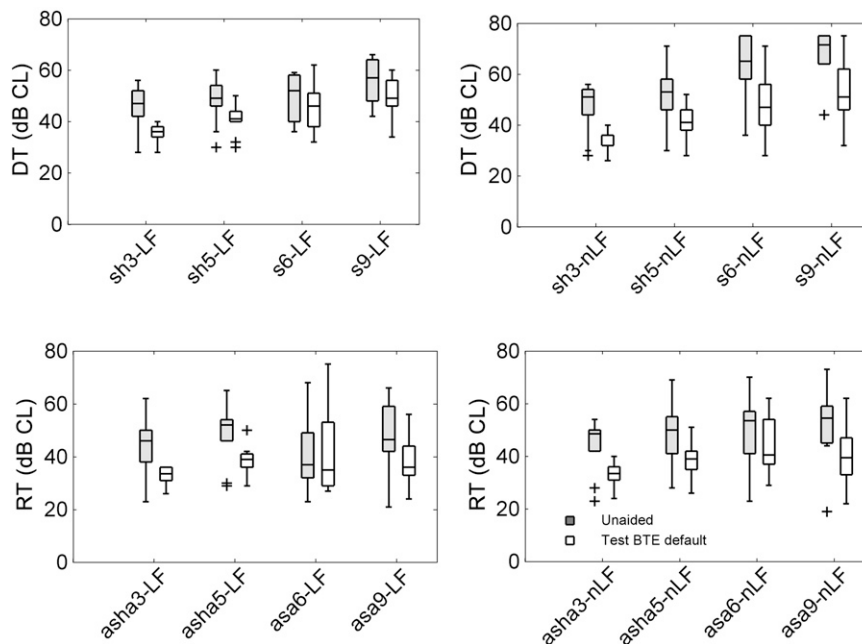 80
60
40
20
0
DT (dB CL)
sh3-LF
sh5-LF
s6-LF
s9-LF
80
60
40
20
0
DT (dB CL)
sh3-nLF
sh5-nLF
s6-nLF
s9-nLF
80
60
40
20
0
RT (dB CL)
asha3-LF
asha5-LF
asa6-LF
asa9-LF
80
60
40
20
0
RT (dB CL)
Unaided
Test BTE default
asha3-nLF
asha5-nLF
asa6-nLF
asa9-nLF